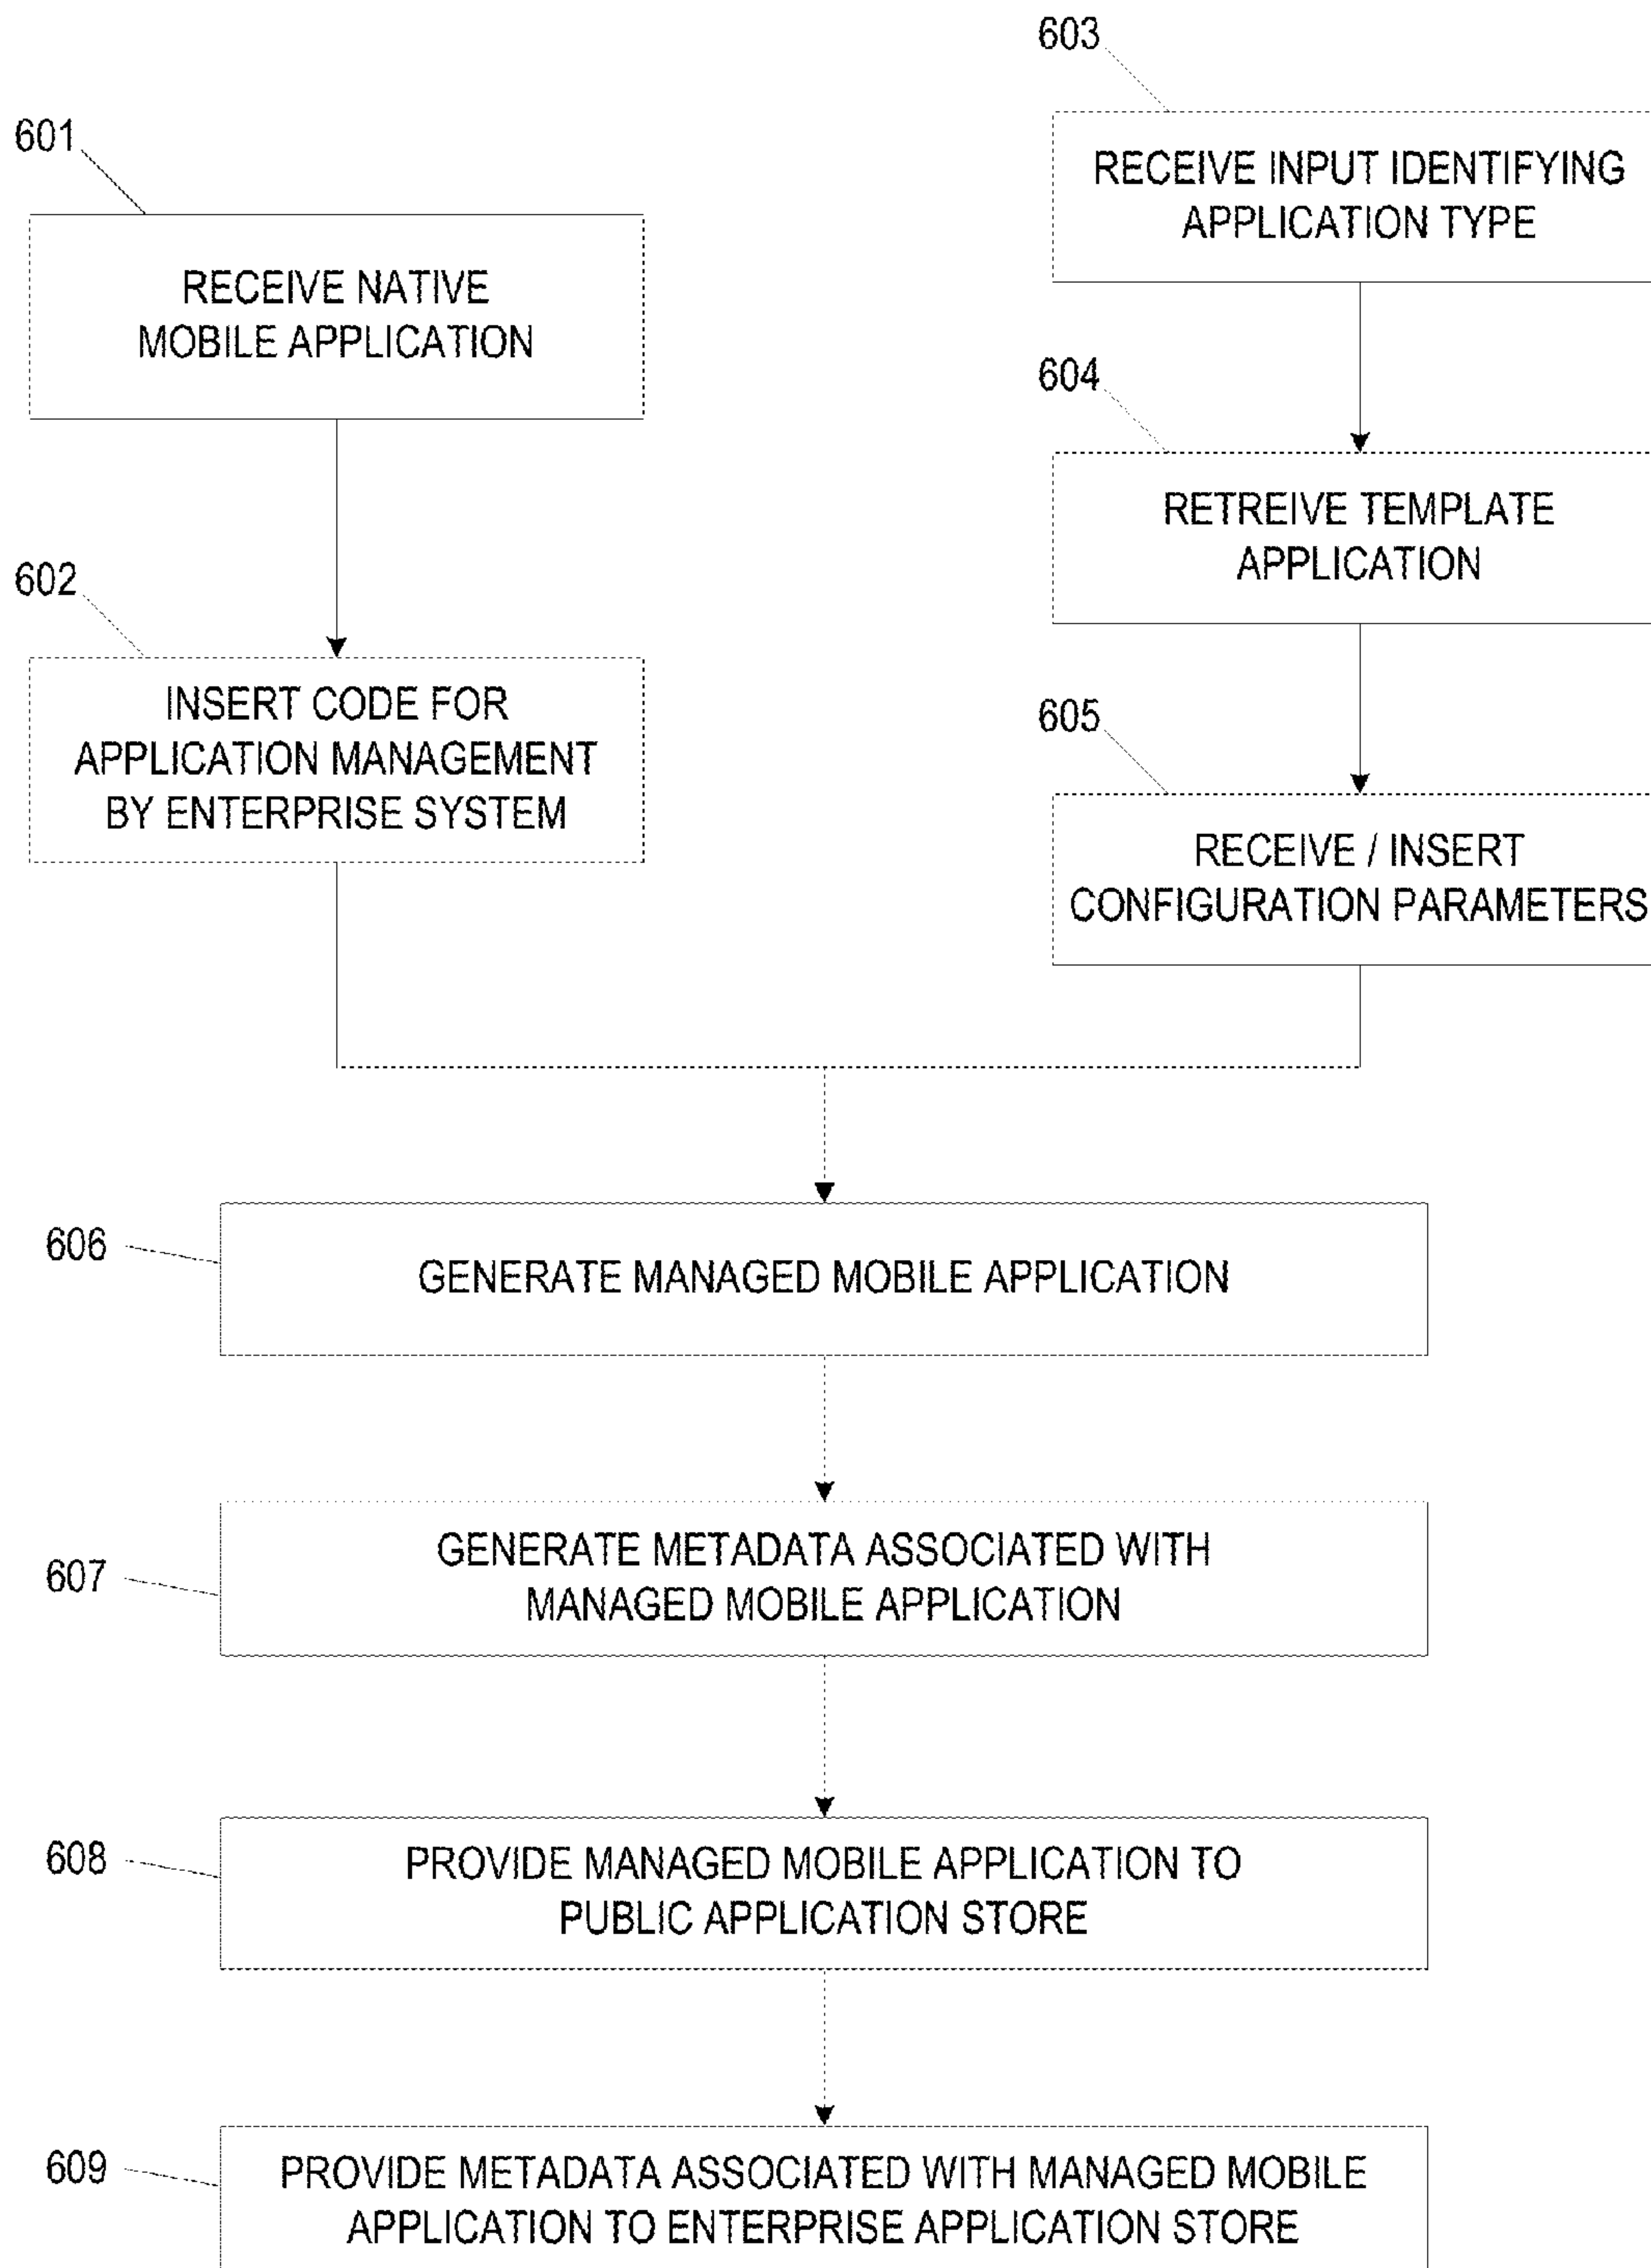 601
RECEIVE NATIVE
MOBILE APPLICATION
602
INSERT CODE FOR
APPLICATION MANAGEMENT
BY ENTERPRISE SYSTEM
603
RECEIVE INPUT IDENTIFYING
APPLICATION TYPE
604
RETREIVE TEMPLATE
APPLICATION
605
RECEIVE / INSERT
CONFIGURATION PARAMETERS
606
GENERATE MANAGED MOBILE APPLICATION
607
GENERATE METADATA ASSOCIATED WITH
MANAGED MOBILE APPLICATION
608
PROVIDE MANAGED MOBILE APPLICATION TO
PUBLIC APPLICATION STORE
609
PROVIDE METADATA ASSOCIATED WITH MANAGED MOBILE
APPLICATION TO ENTERPRISE APPLICATION STORE